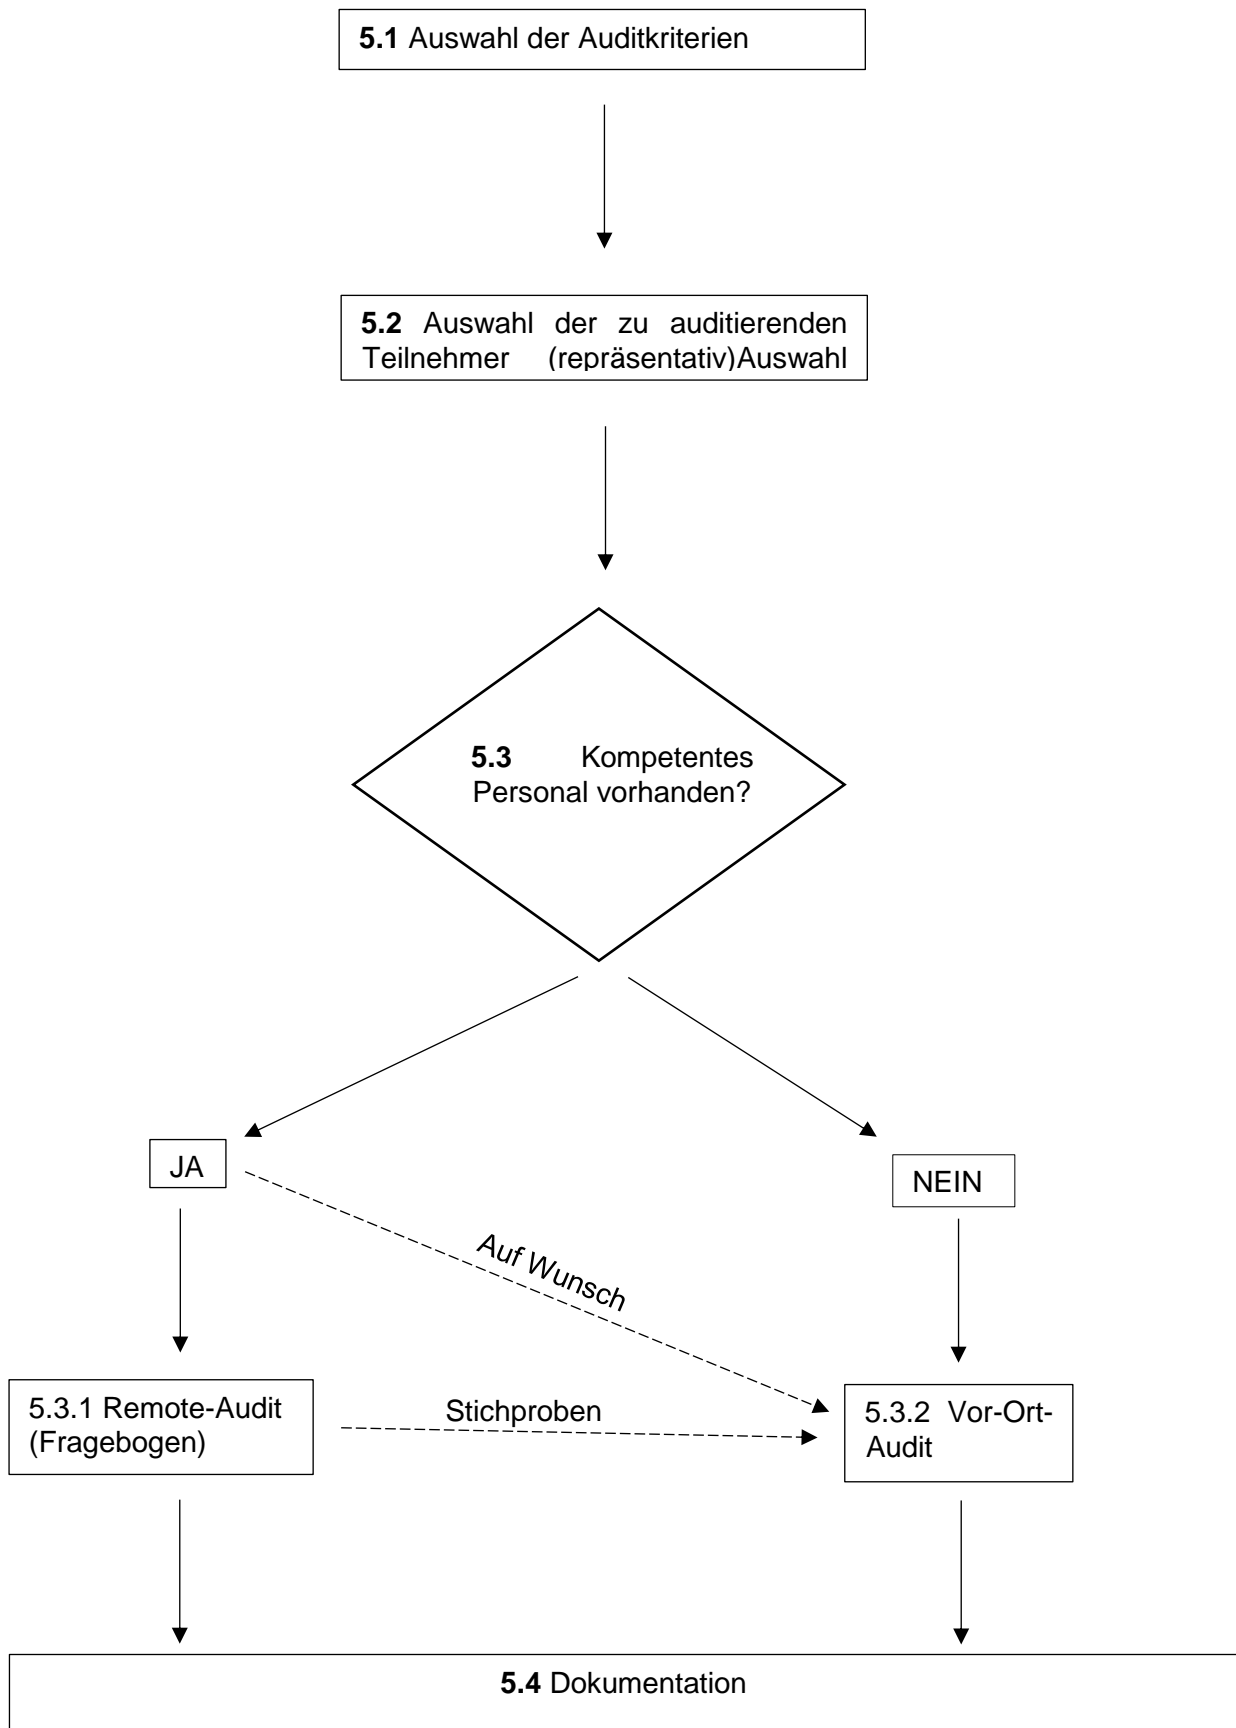 5.1 Auswahl der Auditkriterien
5.2 Auswahl der zu auditierenden
Teilnehmer (repräsentativ)Auswahl
5.3 Kompetentes
Personal vorhanden?
JA
NEIN
Auf Wunsch
5.3.1 Remote-Audit
(Fragebogen)
Stichproben
5.3.2 Vor-Ort-
Audit
5.4 Dokumentation